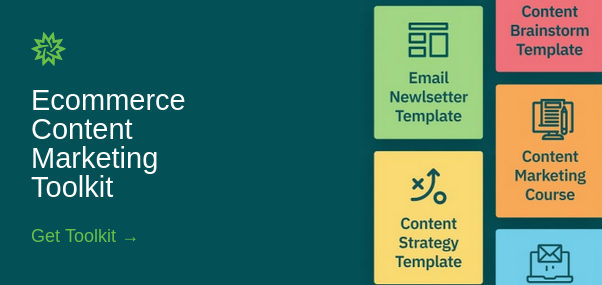 Ecommerce
Content
Marketing
Toolkit
Get Toolkit →
Email
Newlsetter
Template
Content
Strategy
Template
Content
Brainstorm
Template
Content
Marketing
Course